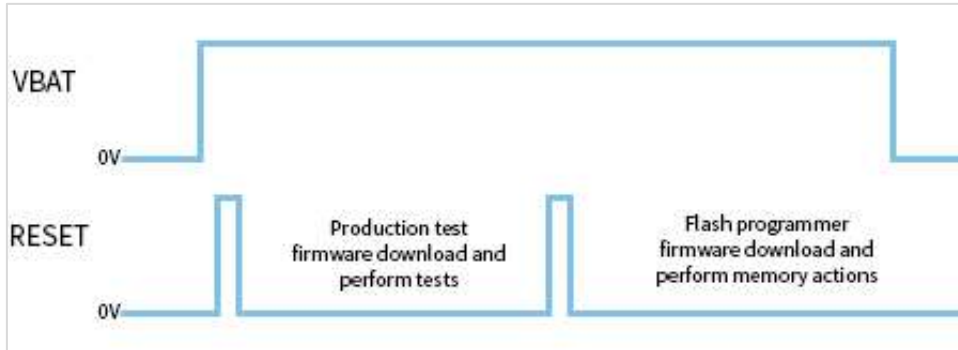 VBAT
0V
RESET
Production test
firmware download and
perform tests
Flash programmer
firmware download and
perform memory actions
0V